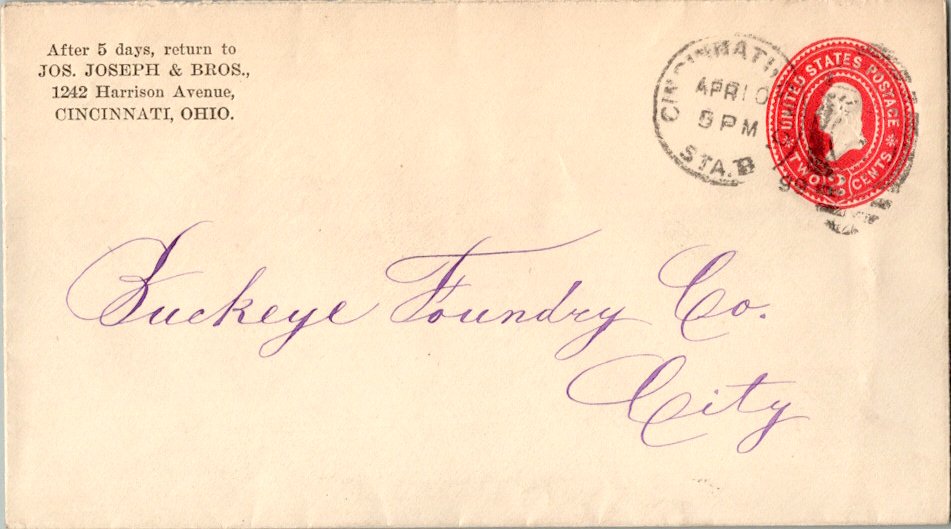 After 5 days, return to
JOS. JOSEPH & BROS.,
1242 Harrison Avenue,
CINCINNATI, OHIO.
CINCINNATI,
APR 10
5 PM
STA. B
UNITED STATES POSTAGE
TWO 2 CENTS
Buckeye Foundry Co.
City